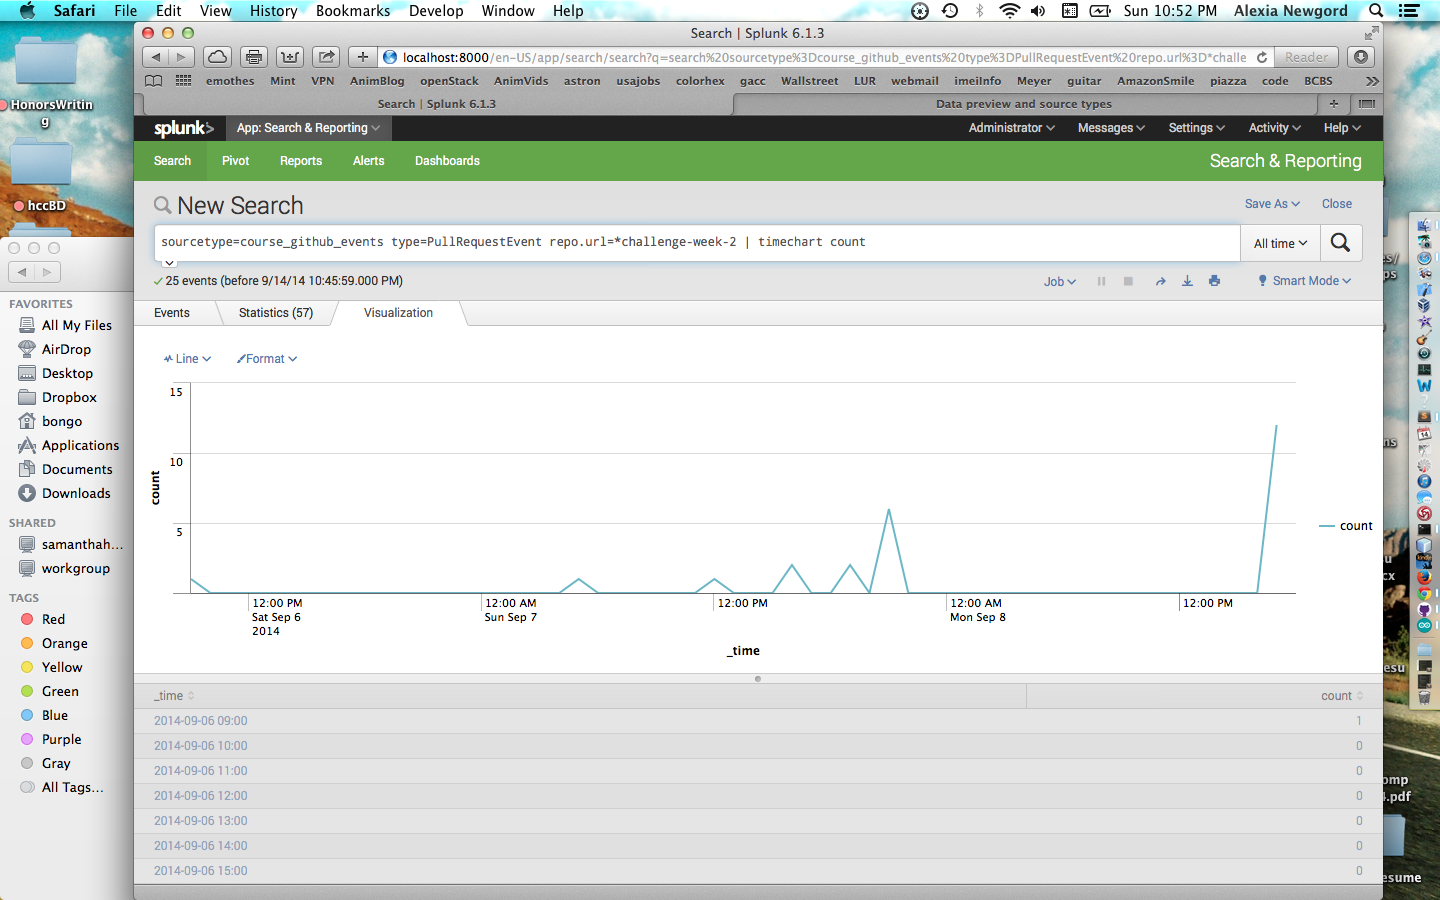 Safari File Edit View History Bookmarks Develop Window Help Sun 10:52 PM Alexia Newgord
Search | Splunk 6.1.3
localhost:8000/en-US/app/search/search?q=search%20sourcetype%3Dcourse_github_events%20type%3DPullRequestEvent%20repo.url%3D*challe
Reader
emothes Mint VPN AnimBlog openStack AnimVids astron usajobs colorhex gacc Wallstreet LUR webmail imeilInfo Meyer guitar AmazonSmile piazza code BCBS
Search | Splunk 6.1.3 Data preview and source types
splunk> App: Search & Reporting Administrator Messages Settings Activity Help
Search Pivot Reports Alerts Dashboards Search & Reporting
New Search Save As Close
sourcetype=course_github_events type=PullRequestEvent repo.url=*challenge-week-2 | timechart count All time
25 events (before 9/14/14 10:45:59.000 PM) Job Smart Mode
Events Statistics (57) Visualization
Line Format
15
10
5
count
12:00 PM
Sat Sep 6
2014
12:00 AM
Sun Sep 7
12:00 PM
12:00 AM
Mon Sep 8
12:00 PM
_time
count
_time count
2014-09-06 09:00 1
2014-09-06 10:00 0
2014-09-06 11:00 0
2014-09-06 12:00 0
2014-09-06 13:00 0
2014-09-06 14:00 0
2014-09-06 15:00 0
HonorsWritin
g
hccBD
FAVORITES
All My Files
AirDrop
Desktop
Dropbox
bongo
Applications
Documents
Downloads
SHARED
samanthah...
workgroup
TAGS
Red
Orange
Yellow
Green
Blue
Purple
Gray
All Tags...
omp
.pdf
esume